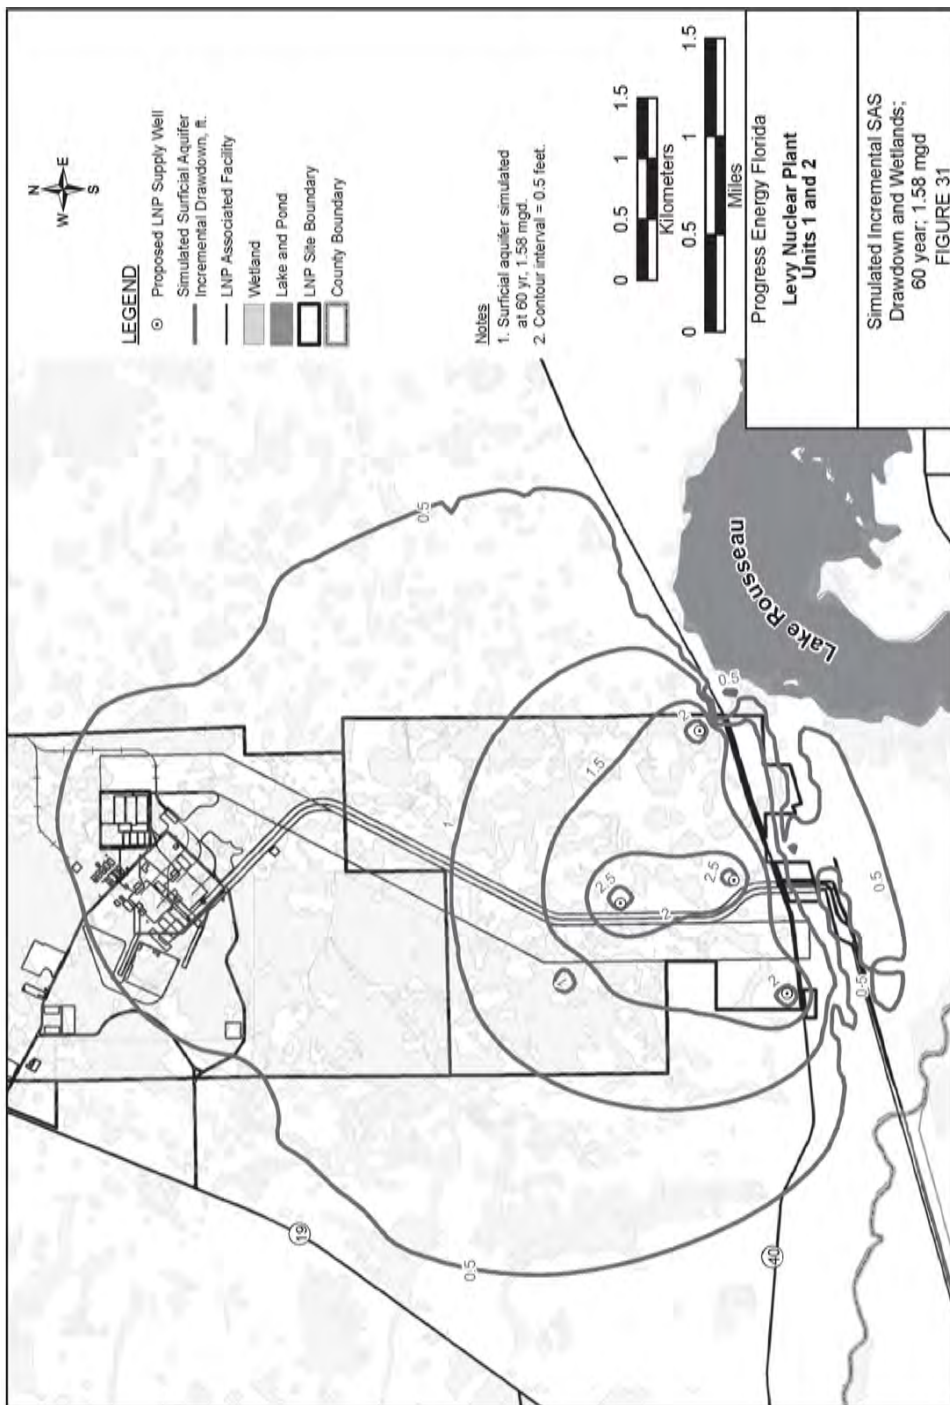 N
W E
S
LEGEND
Proposed LNP Supply Well
Simulated Surficial Aquifer
Incremental Drawdown, ft.
LNP Associated Facility
Wetland
Lake and Pond
LNP Site Boundary
County Boundary
Notes
1. Surficial aquifer simulated
at 60 yr, 1.58 mgd.
2. Contour interval = 0.5 feet.
0 0.5 1 1.5
Kilometers
0 0.5 1 1.5
Miles
Progress Energy Florida
Levy Nuclear Plant
Units 1 and 2
Simulated Incremental SAS
Drawdown and Wetlands;
60 year; 1.58 mgd
FIGURE 31
19
40
Lake Rousseau
0.5
0.5
0.5
0.5
0.5
1
1
1.5
2
2
2
2.5
2.5